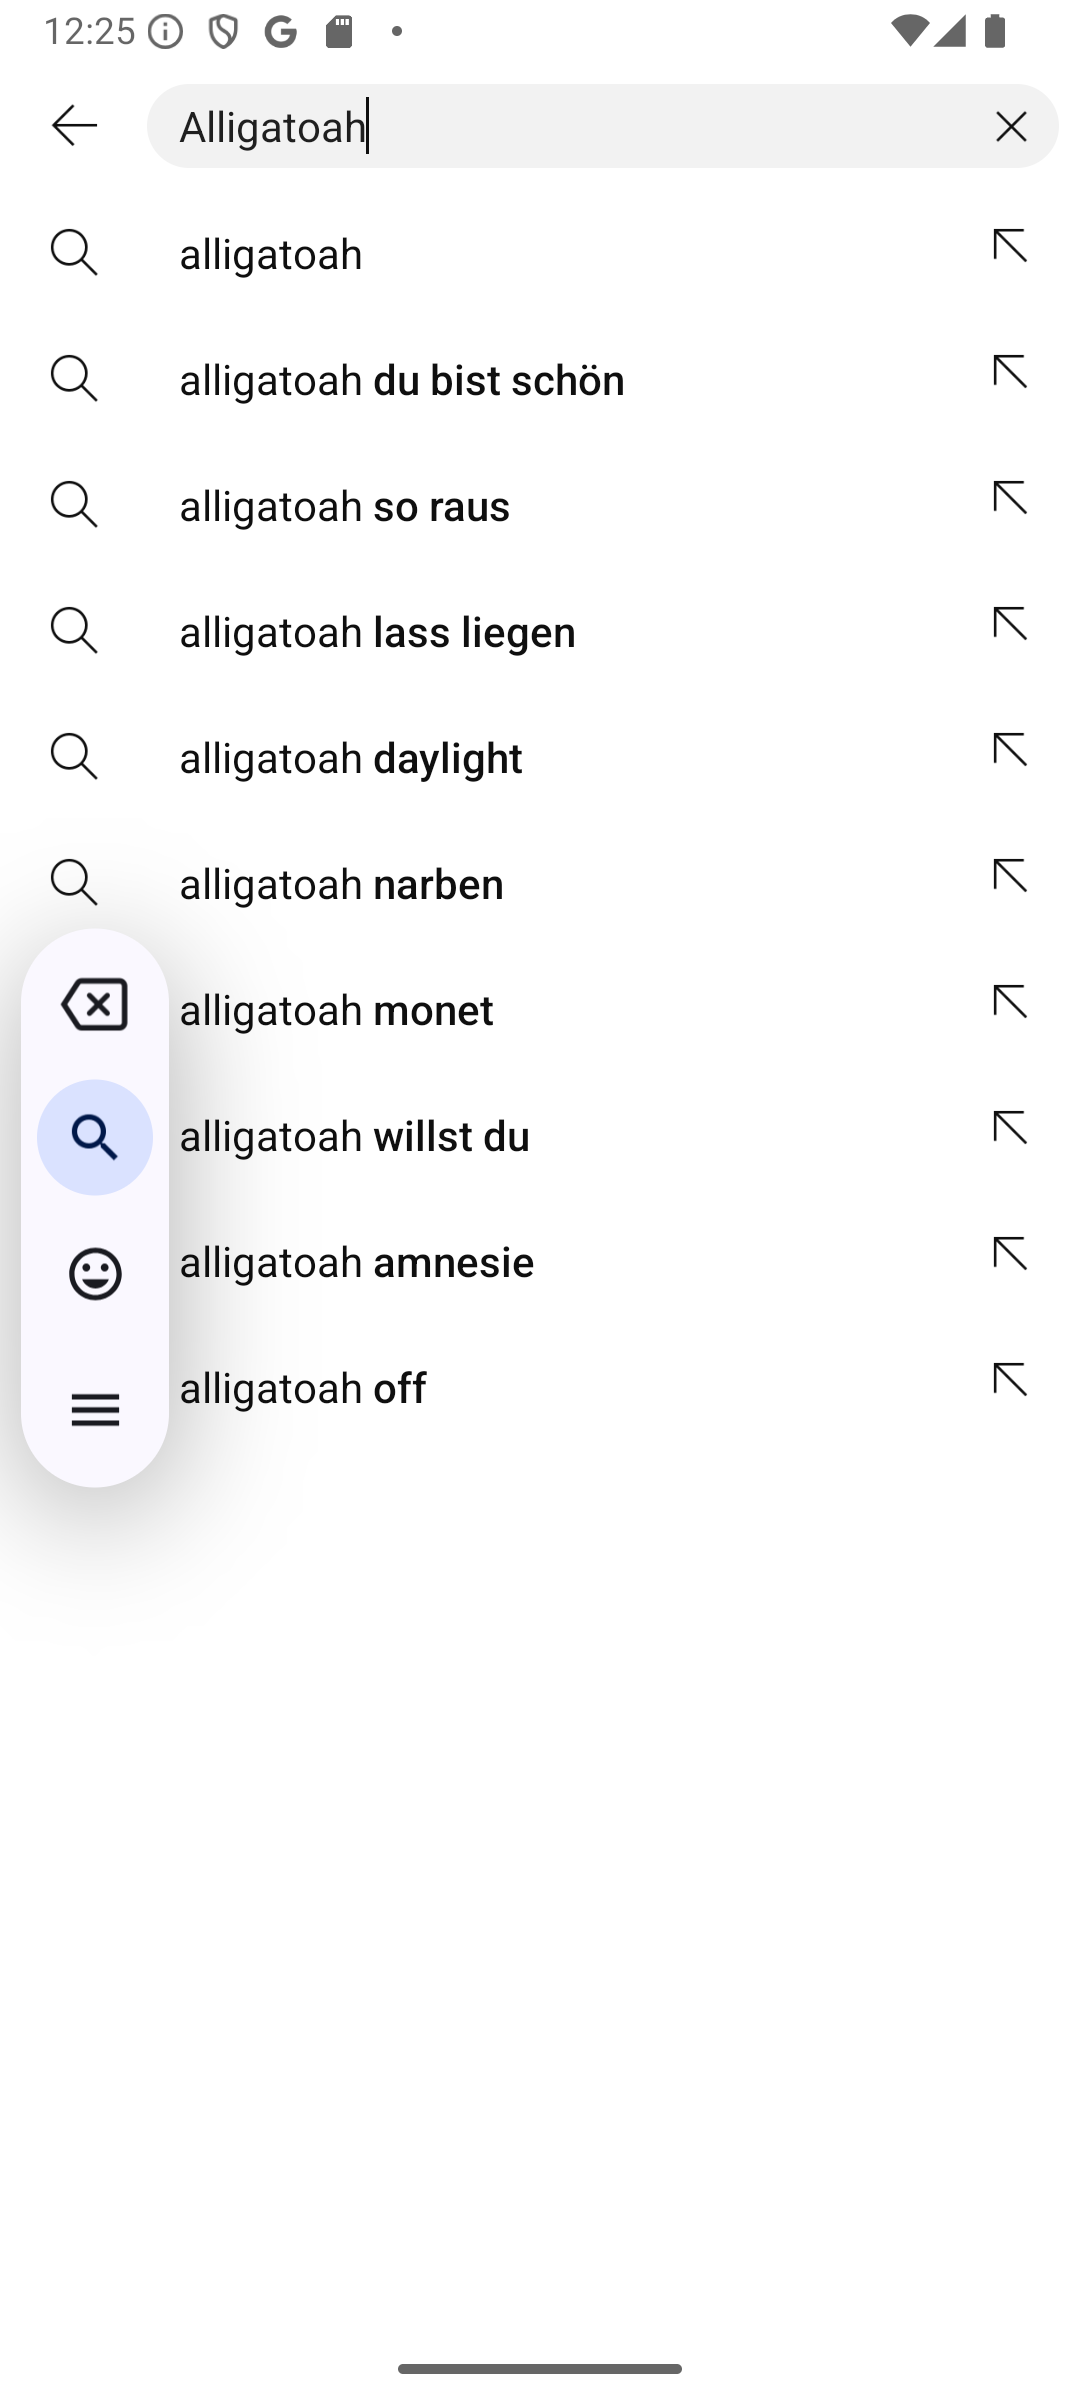 12:25
Alligatoah
alligatoah
alligatoah du bist schön
alligatoah so raus
alligatoah lass liegen
alligatoah daylight
alligatoah narben
alligatoah monet
alligatoah willst du
alligatoah amnesie
alligatoah off